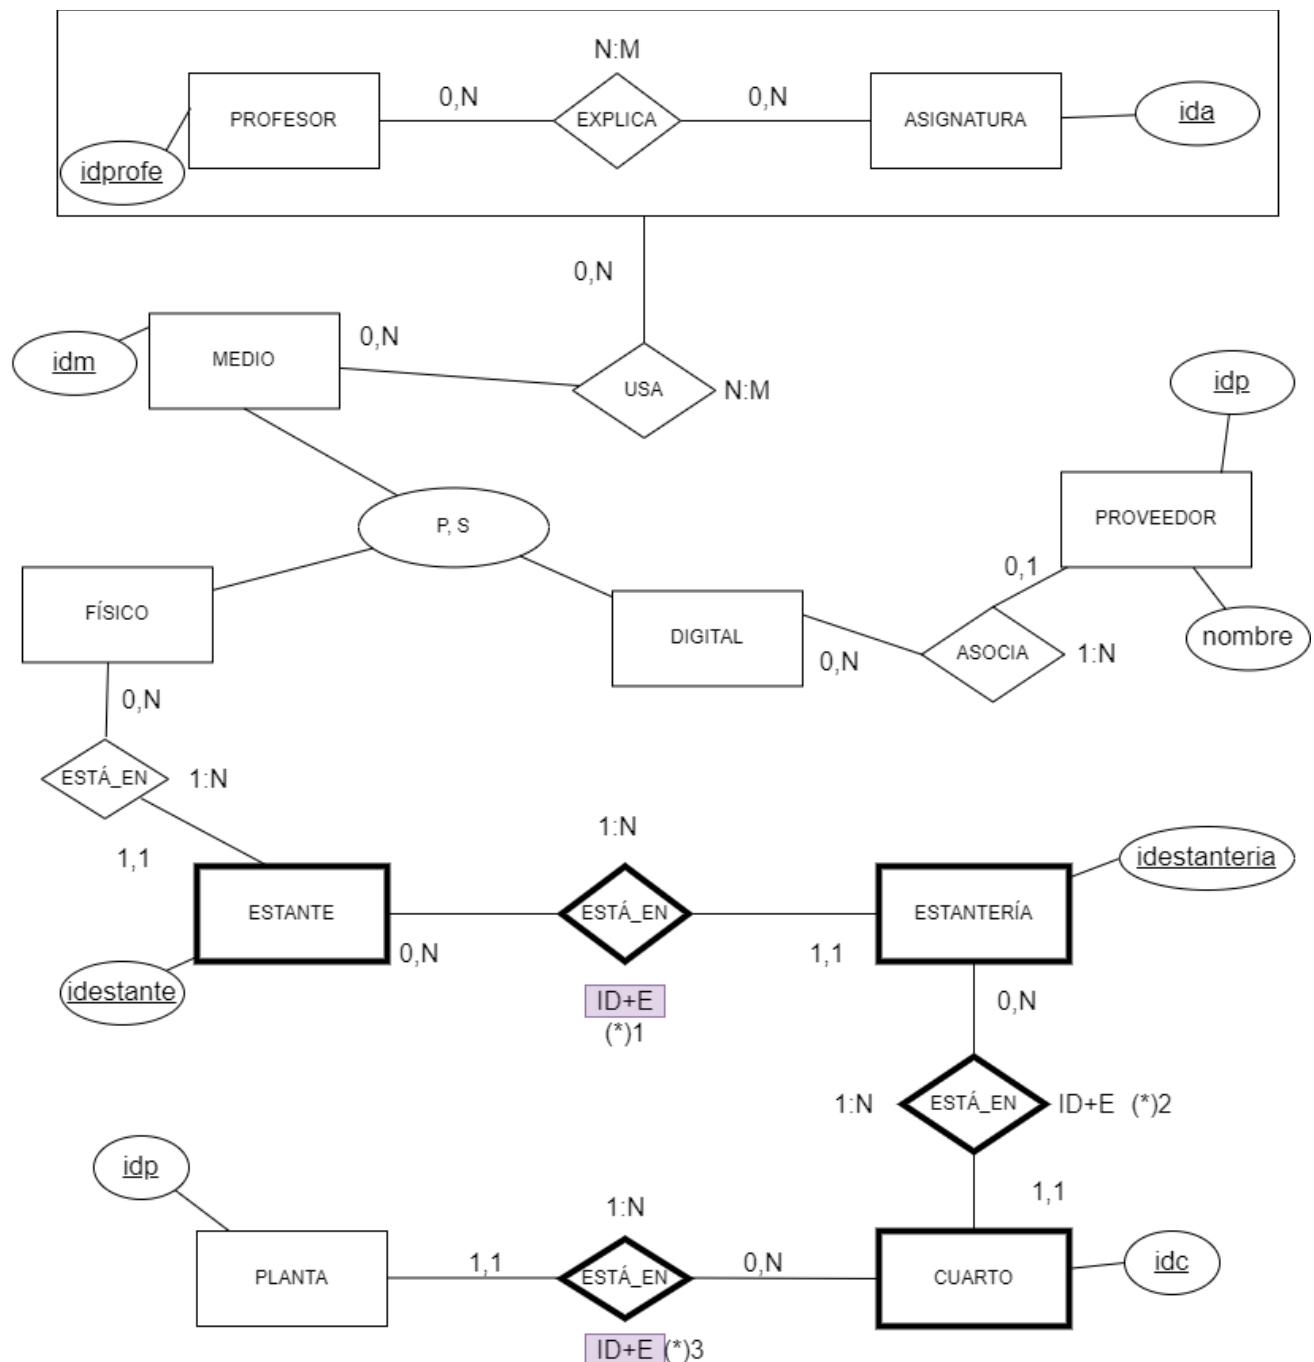 N:M
0,N
0,N
PROFESOR
EXPLICA
ASIGNATURA
ida
idprofe
0,N
0,N
idm
MEDIO
USA
N:M
idp
P, S
PROVEEDOR
0,1
FÍSICO
DIGITAL
nombre
0,N
ASOCIA
1:N
0,N
ESTÁ_EN
1:N
1:N
1,1
idestanteria
ESTANTE
ESTÁ_EN
ESTANTERÍA
0,N
1,1
idestante
ID+E
(*)1
0,N
1:N
ESTÁ_EN
ID+E (*)2
idp
1:N
1,1
1,1
0,N
PLANTA
ESTÁ_EN
CUARTO
idc
ID+E (*)3